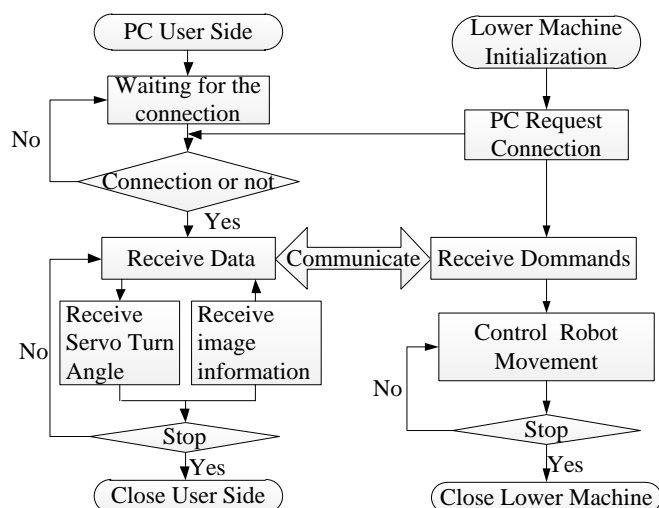 PC User Side
Waiting for the
connection
No
Connection or not
Yes
Receive Data
Receive
Servo Turn
Angle
Receive
image
information
No
Stop
Yes
Close User Side
Communicate
Lower Machine
Initialization
PC Request
Connection
Receive Dommands
Control Robot
Movement
No
Stop
Yes
Close Lower Machine